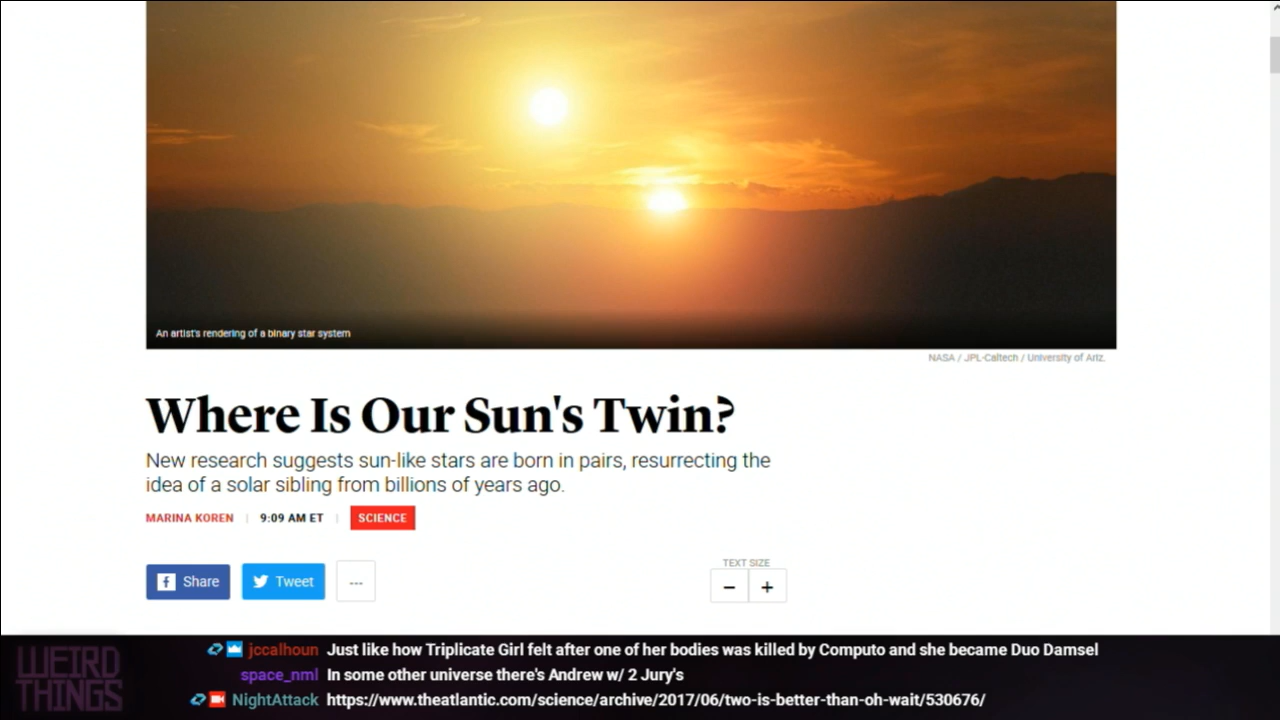 An artist's rendering of a binary star system
NASA / JPL-Caltech / University of Ariz.
Where Is Our Sun's Twin?
New research suggests sun-like stars are born in pairs, resurrecting the
idea of a solar sibling from billions of years ago.
MARINA KOREN | 9:09 AM ET | SCIENCE
Share Tweet ...
TEXT SIZE
− +
WEIRD
THINGS
jccalhoun Just like how Triplicate Girl felt after one of her bodies was killed by Computo and she became Duo Damsel
space_nml In some other universe there's Andrew w/ 2 Jury's
NightAttack https://www.theatlantic.com/science/archive/2017/06/two-is-better-than-oh-wait/530676/